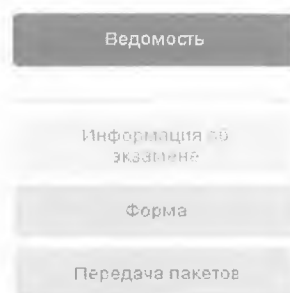 Ведомость
Информация об
экзамене
Форма
Передача пакетов